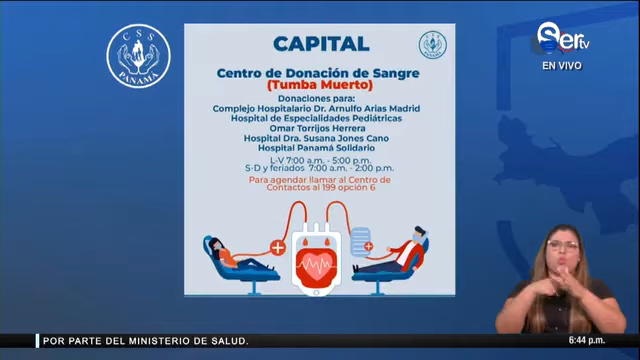 CSS
PANAMÁ
CAPITAL
Centro de Donación de Sangre
(Tumba Muerto)
Donaciones para:
Complejo Hospitalario Dr. Arnulfo Arias Madrid
Hospital de Especialidades Pediátricas
Omar Torrijos Herrera
Hospital Dra. Susana Jones Cano
Hospital Panamá Solidario
L-V 7:00 a.m. - 5:00 p.m.
S-D y feriados 7:00 a.m. - 2:00 p.m.
Para agendar llamar al Centro de
Contactos al 199 opción 6
Sertv
EN VIVO
POR PARTE DEL MINISTERIO DE SALUD.
6:44 p.m.